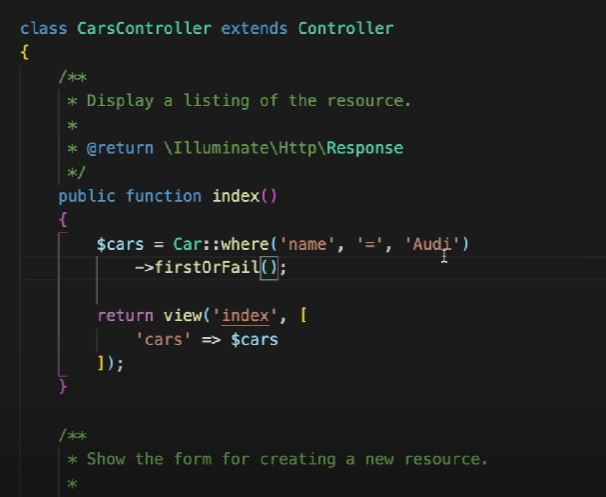 class CarsController extends Controller
{
/**
* Display a listing of the resource.
*
* @return \Illuminate\Http\Response
*/
public function index()
{
$cars = Car::where('name', '=', 'Audi')
->firstOrFail();
return view('index', [
'cars' => $cars
]);
}
/**
* Show the form for creating a new resource.
*